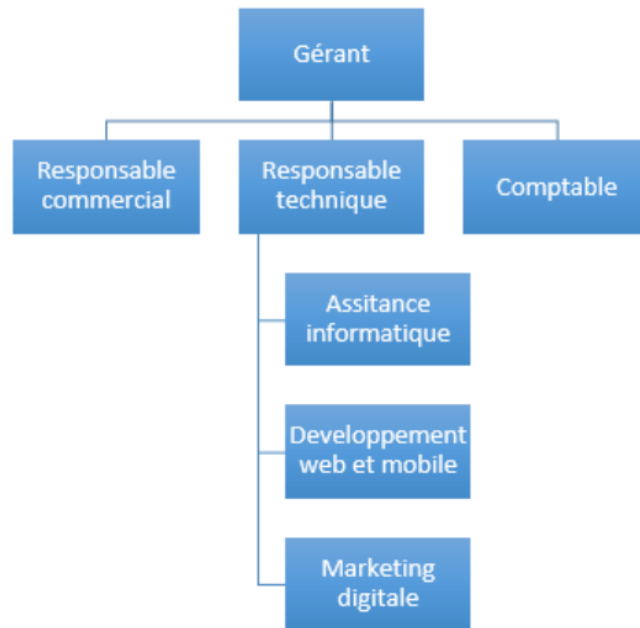 Gérant
Responsable
commercial
Responsable
technique
Comptable
Assitance
informatique
Developpement
web et mobile
Marketing
digitale